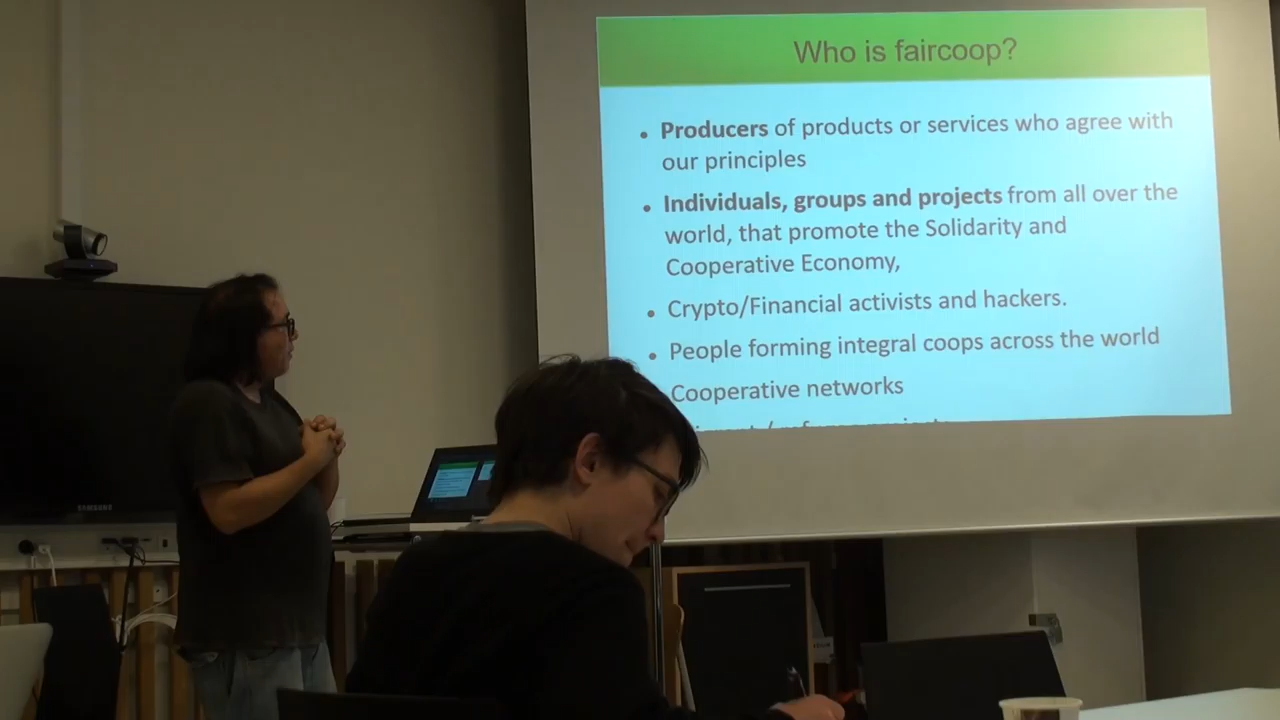 Who is faircoop?
• Producers of products or services who agree with
our principles
• Individuals, groups and projects from all over the
world, that promote the Solidarity and
Cooperative Economy,
• Crypto/Financial activists and hackers.
• People forming integral coops across the world
Cooperative networks
SAMSUNG